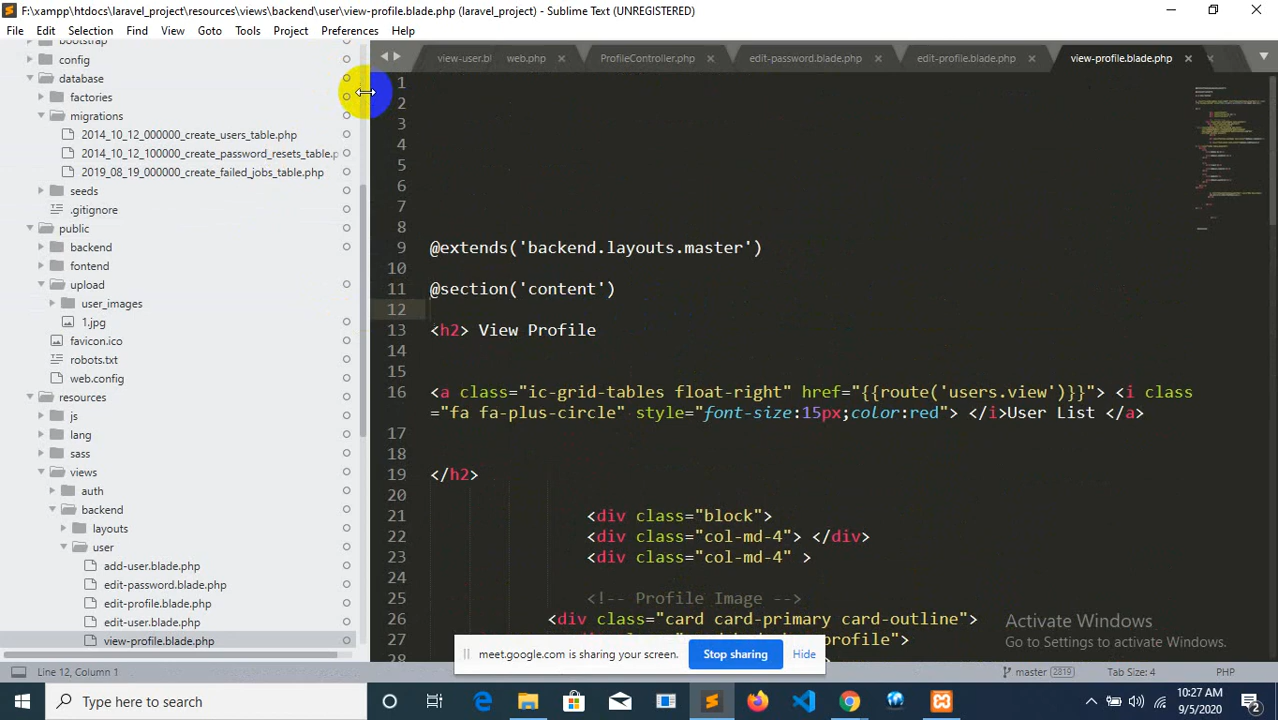 F:\xampp\htdocs\laravel_project\resources\views\backend\user\view-profile.blade.php (laravel_project) - Sublime Text (UNREGISTERED)
File Edit Selection Find View Goto Tools Project Preferences Help
view-user.bl web.php ProfileController.php edit-password.blade.php edit-profile.blade.php view-profile.blade.php
bootstrap
config
database
factories
migrations
2014_10_12_000000_create_users_table.php
2014_10_12_100000_create_password_resets_table.p
2019_08_19_000000_create_failed_jobs_table.php
seeds
.gitignore
public
backend
fontend
upload
user_images
1.jpg
favicon.ico
robots.txt
web.config
resources
js
lang
sass
views
auth
backend
layouts
user
add-user.blade.php
edit-password.blade.php
edit-profile.blade.php
edit-user.blade.php
view-profile.blade.php
1
2
3
4
5
6
7
8
9 @extends('backend.layouts.master')
10
11 @section('content')
12
13 <h2> View Profile
14
15
16 <a class="ic-grid-tables float-right" href="{{route('users.view')}}"> <i class
="fa fa-plus-circle" style="font-size:15px;color:red"> </i>User List </a>
17
18
19 </h2>
20
21 <div class="block">
22 <div class="col-md-4"> </div>
23 <div class="col-md-4" >
24
25 <!-- Profile Image -->
26 <div class="card card-primary card-outline">
27 profile">
28
Activate Windows
Go to Settings to activate Windows.
meet.google.com is sharing your screen. Stop sharing Hide
Line 12, Column 1 master 2819 Tab Size: 4 PHP
Type here to search
10:27 AM
9/5/2020
2